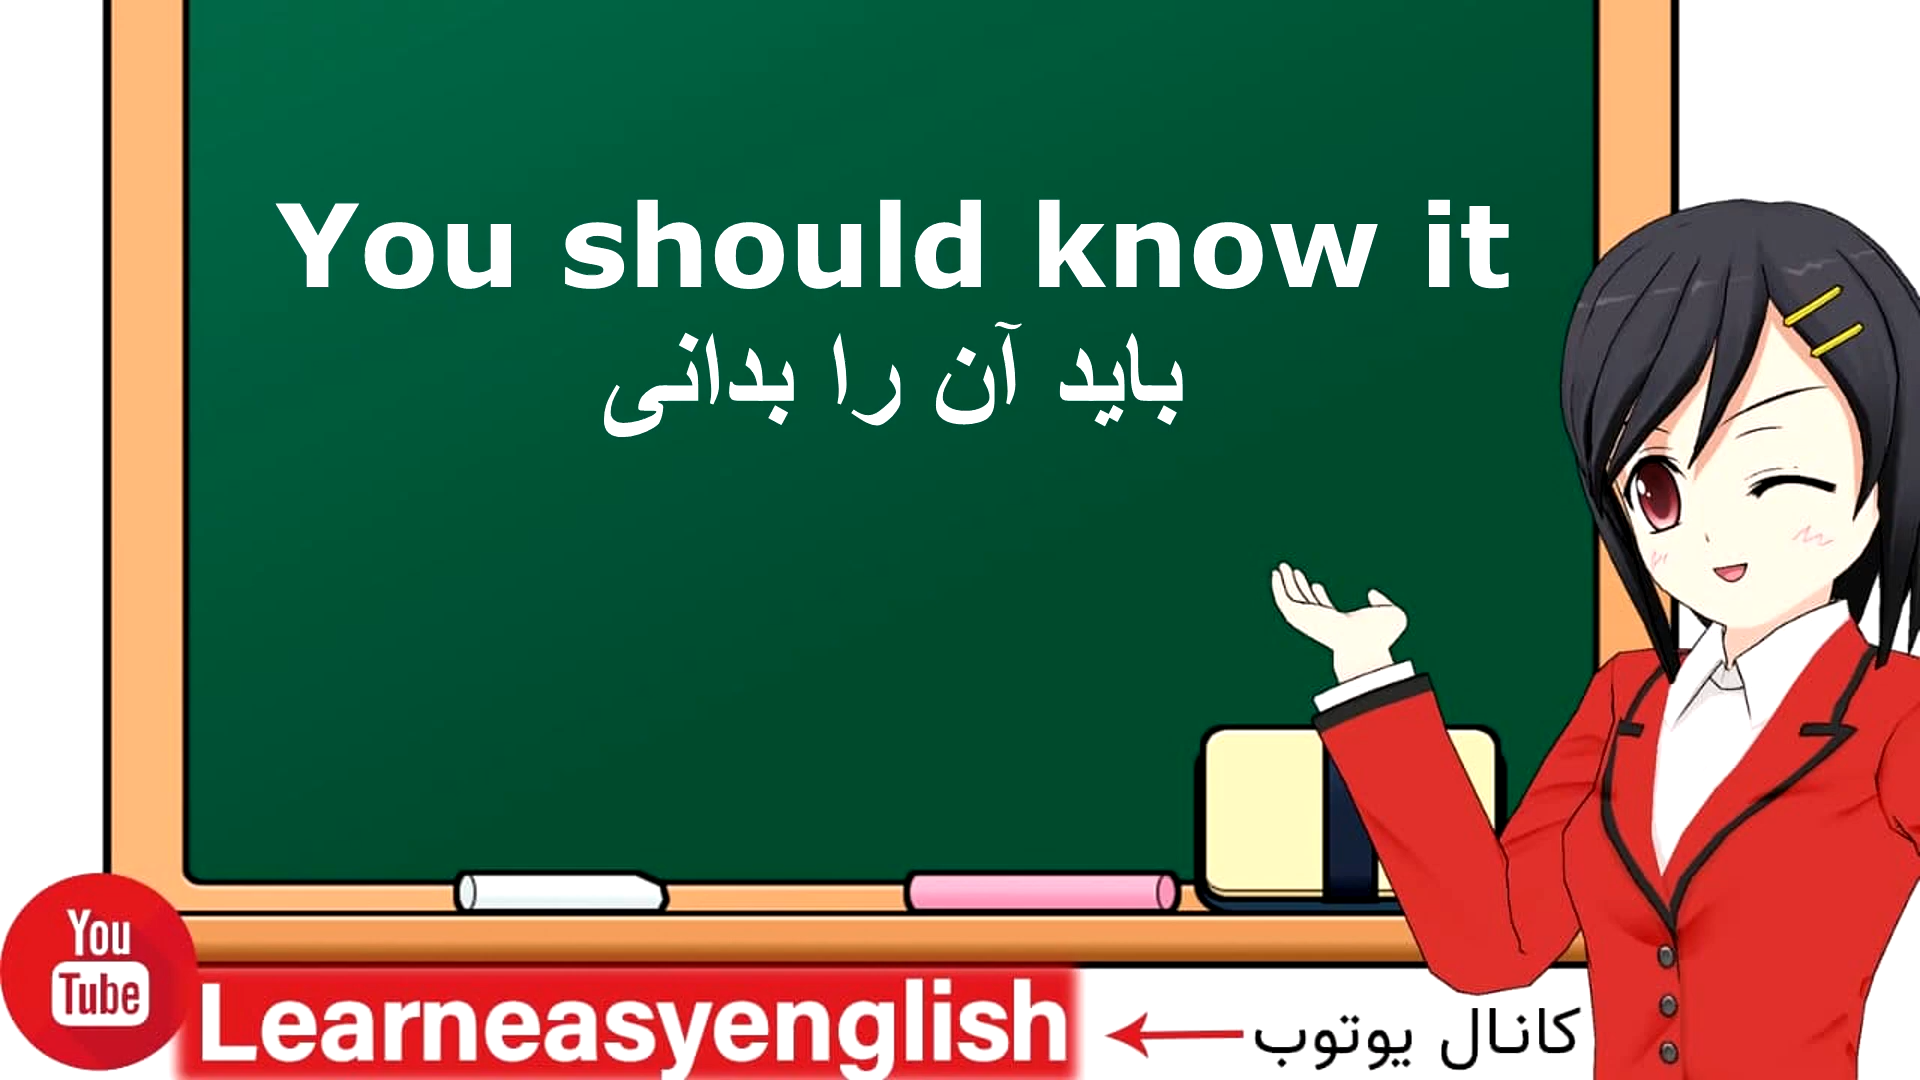 You should know it
باید آن را بدانی
You
Tube
Learneasyenglish
کانال یوتوب